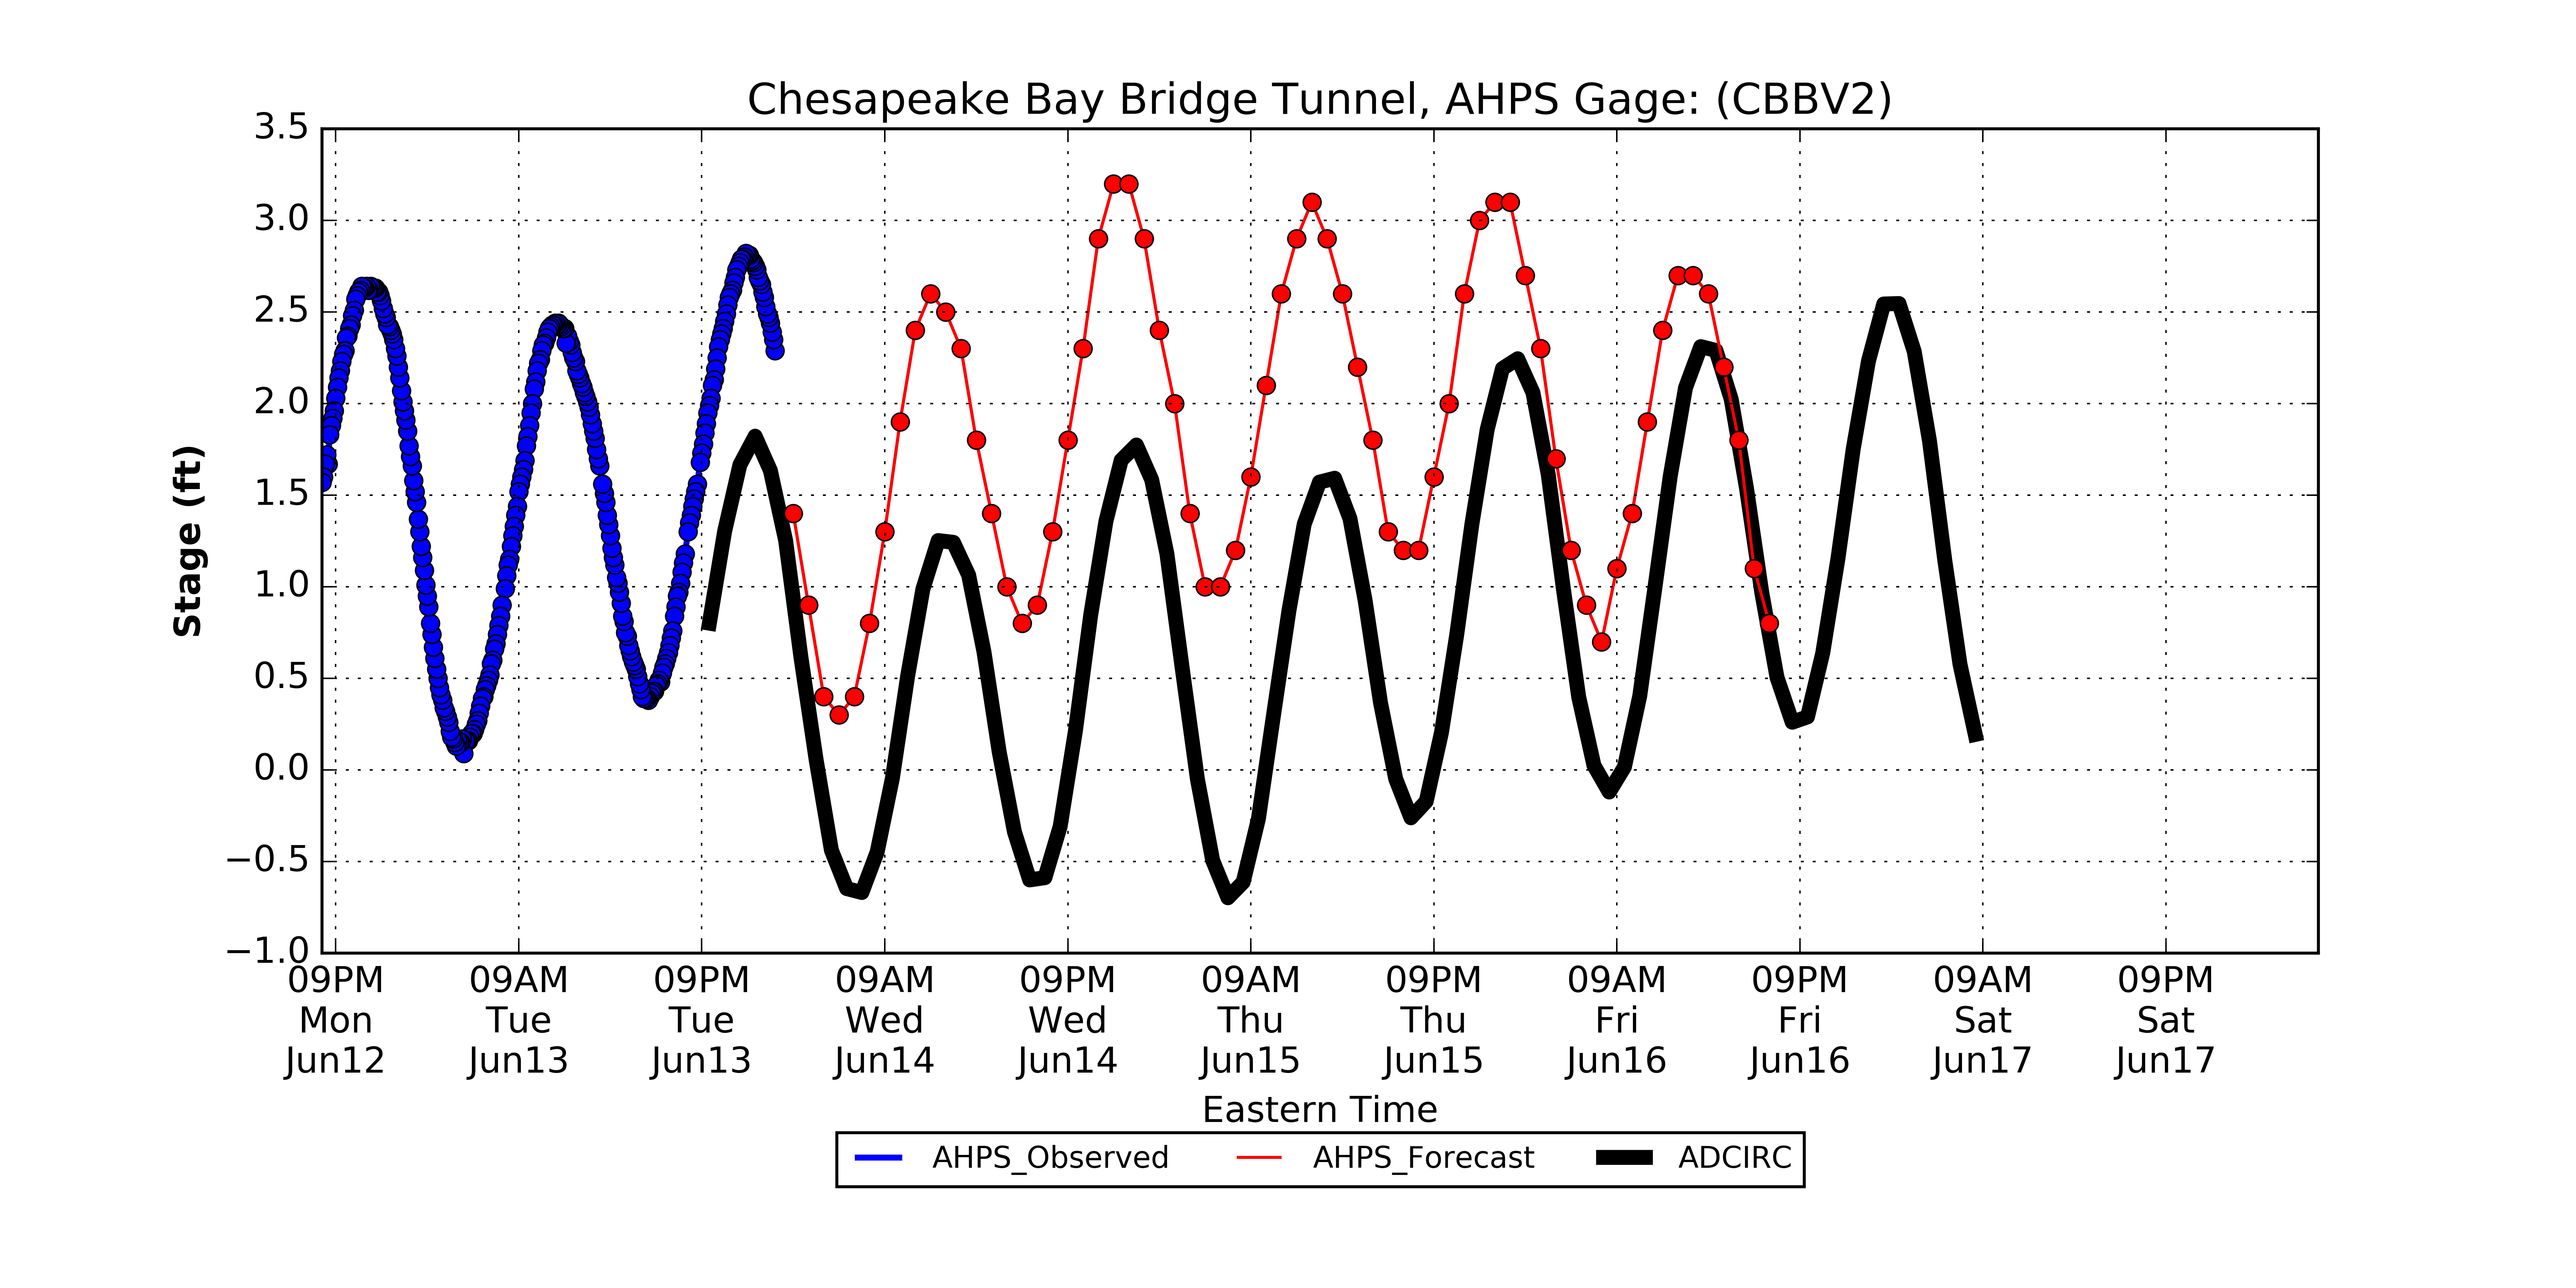 Chesapeake Bay Bridge Tunnel, AHPS Gage: (CBBV2)
3.5
3.0
2.5
2.0
1.5
1.0
0.5
0.0
−0.5
−1.0
Stage (ft)
09PM 09AM 09PM 09AM 09PM 09AM 09PM 09AM 09PM 09AM 09PM
Mon Tue Tue Wed Wed Thu Thu Fri Fri Sat Sat
Jun12 Jun13 Jun13 Jun14 Jun14 Jun15 Jun15 Jun16 Jun16 Jun17 Jun17
Eastern Time
AHPS_Observed AHPS_Forecast ADCIRC